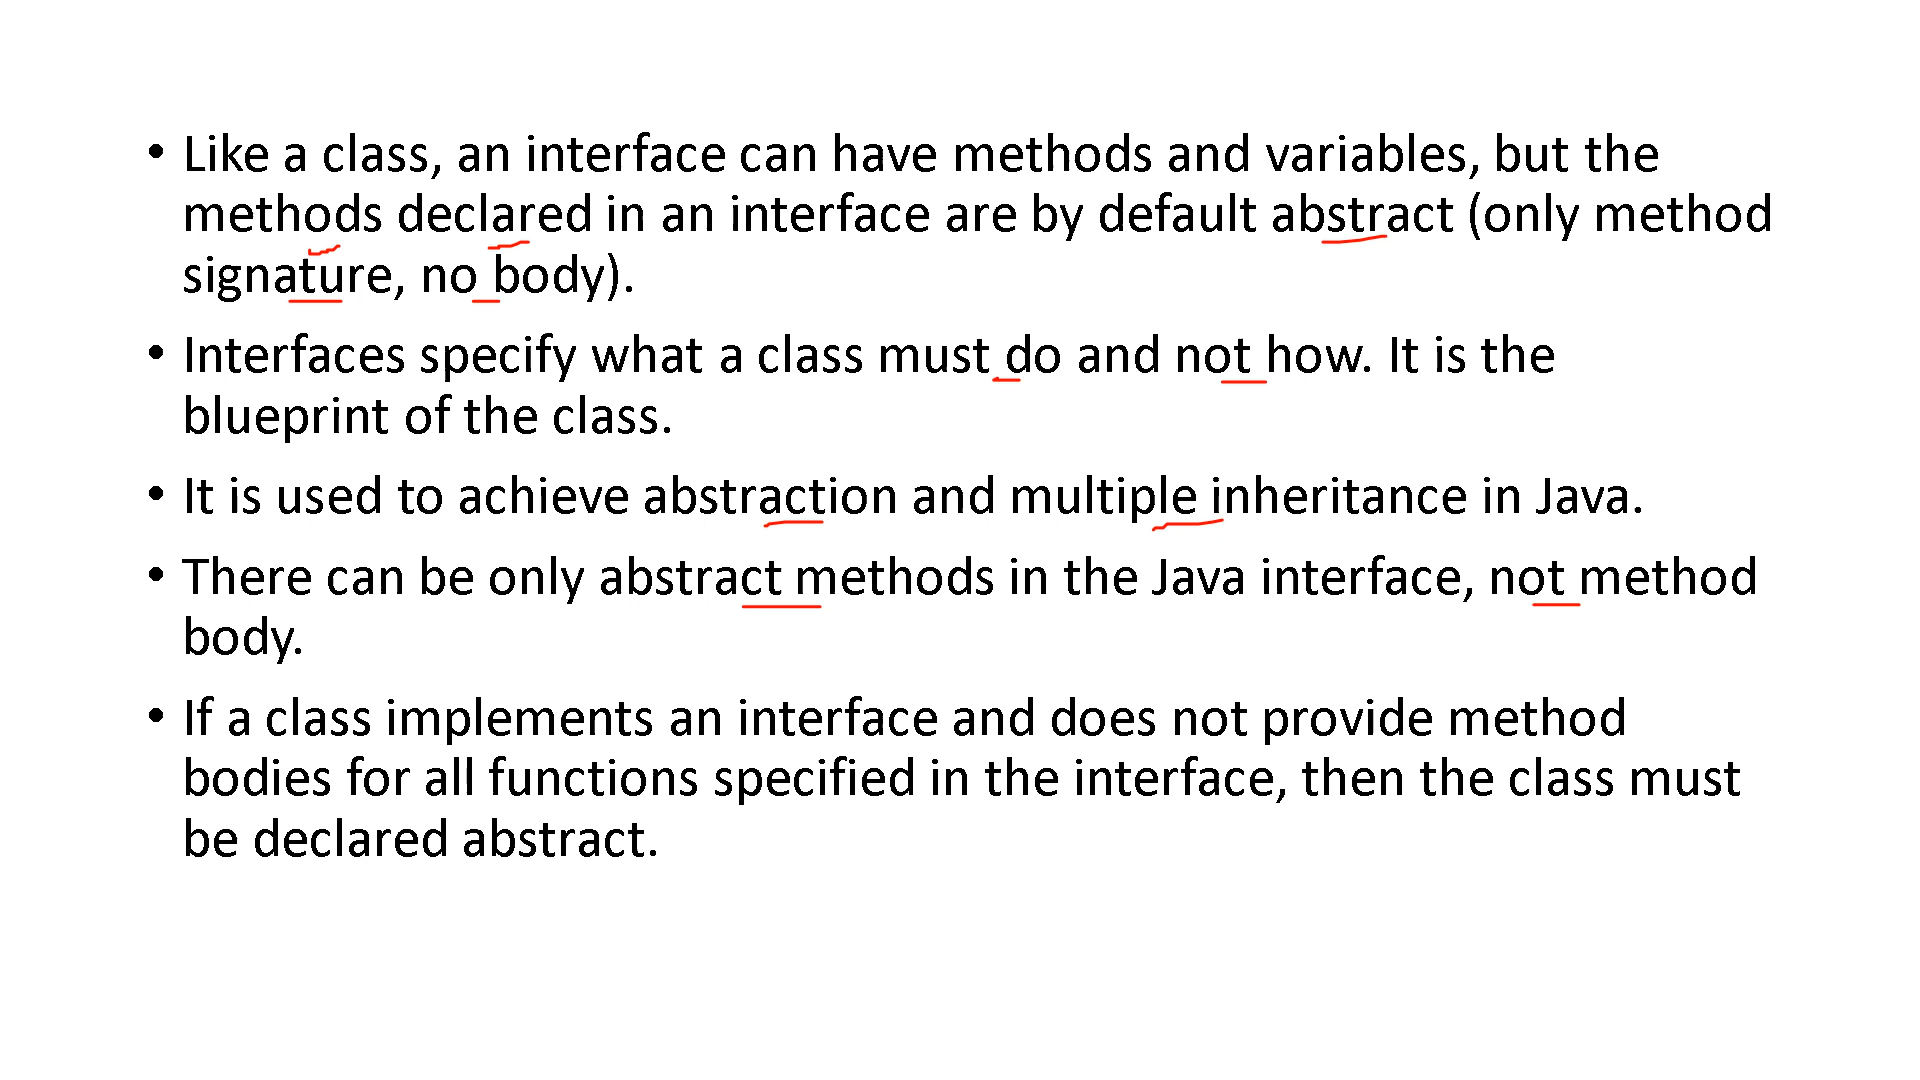 • Like a class, an interface can have methods and variables, but the
methods declared in an interface are by default abstract (only method
signature, no body).
• Interfaces specify what a class must do and not how. It is the
blueprint of the class.
• It is used to achieve abstraction and multiple inheritance in Java.
• There can be only abstract methods in the Java interface, not method
body.
• If a class implements an interface and does not provide method
bodies for all functions specified in the interface, then the class must
be declared abstract.